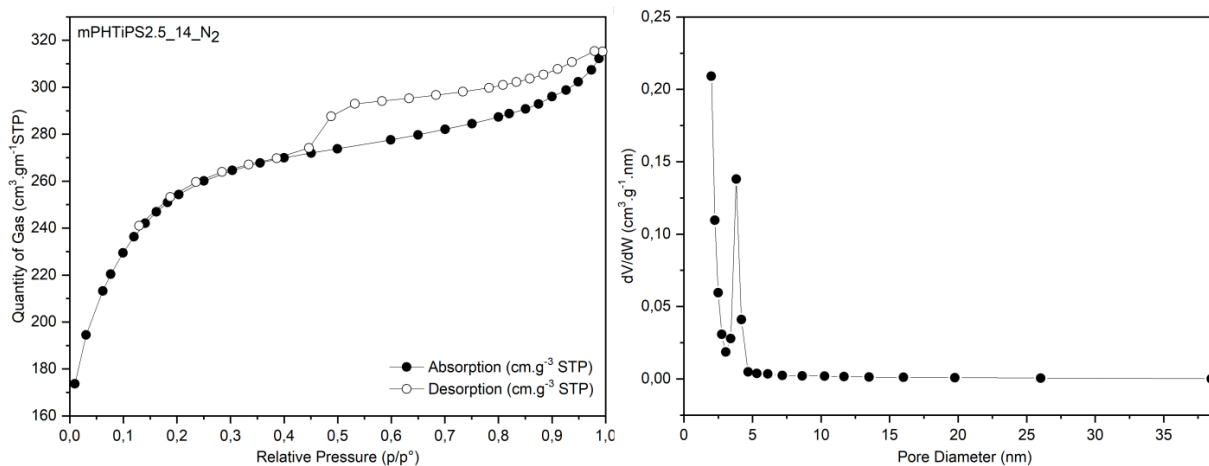 mPHTiPS2.5_14_N₂
320
300
280
260
240
220
200
180
160
Quantity of Gas (cm³.gm⁻¹STP)
Absorption (cm.g⁻³ STP)
Desorption (cm.g⁻³ STP)
0,0 0,1 0,2 0,3 0,4 0,5 0,6 0,7 0,8 0,9 1,0
Relative Pressure (p/p°)
0,25
0,20
0,15
0,10
0,05
0,00
dV/dW (cm³.g⁻¹.nm)
0 5 10 15 20 25 30 35
Pore Diameter (nm)